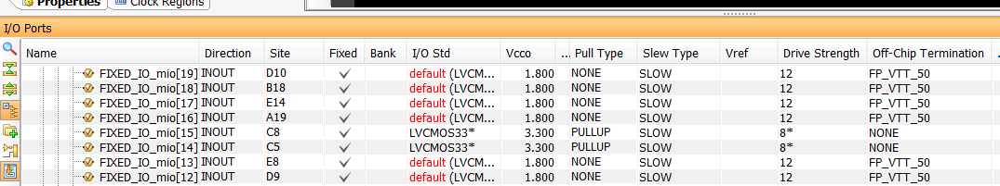 Properties Clock Regions
I/O Ports
Name Direction Site Fixed Bank I/O Std Vcco ... Pull Type Slew Type Vref Drive Strength Off-Chip Termination ..
FIXED_IO_mio[19] INOUT D10 default (LVCM... 1.800 NONE SLOW 12 FP_VTT_50
FIXED_IO_mio[18] INOUT B18 default (LVCM... 1.800 NONE SLOW 12 FP_VTT_50
FIXED_IO_mio[17] INOUT E14 default (LVCM... 1.800 NONE SLOW 12 FP_VTT_50
FIXED_IO_mio[16] INOUT A19 default (LVCM... 1.800 NONE SLOW 12 FP_VTT_50
FIXED_IO_mio[15] INOUT C8 LVCMOS33* 3.300 PULLUP SLOW 8* NONE
FIXED_IO_mio[14] INOUT C5 LVCMOS33* 3.300 PULLUP SLOW 8* NONE
FIXED_IO_mio[13] INOUT E8 default (LVCM... 1.800 NONE SLOW 12 FP_VTT_50
FIXED_IO_mio[12] INOUT D9 default (LVCM... 1.800 NONE SLOW 12 FP_VTT_50